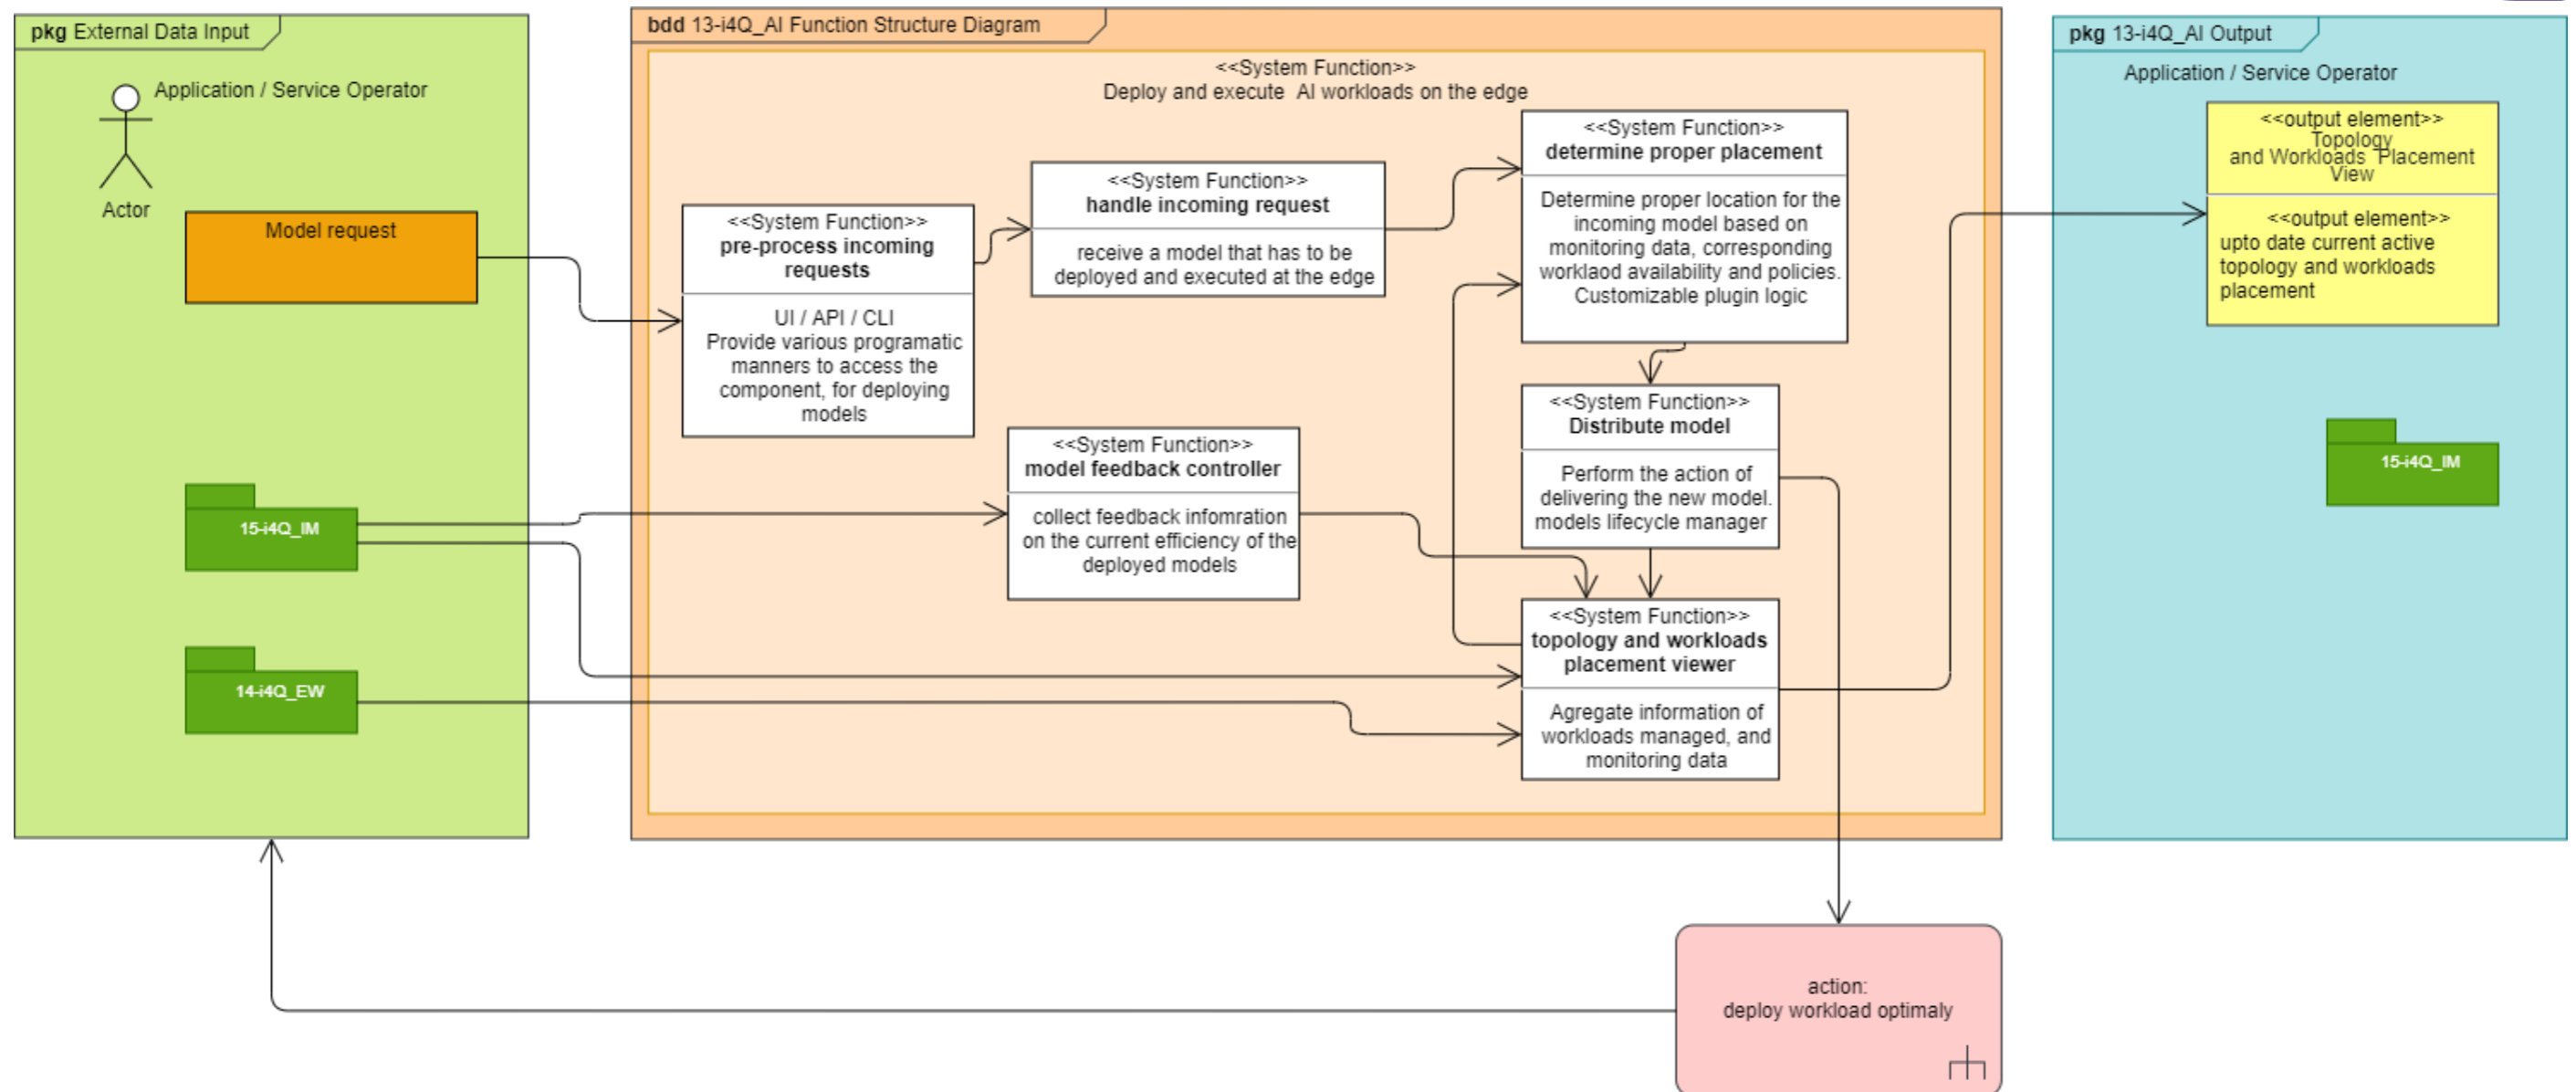 pkg External Data Input
Application / Service Operator
Actor
Model request
15-i4Q_IM
14-i4Q_EW
bdd 13-i4Q_AI Function Structure Diagram
<<System Function>>
Deploy and execute AI workloads on the edge
<<System Function>>
pre-process incoming
requests
UI / API / CLI
Provide various programatic
manners to access the
component, for deploying
models
<<System Function>>
handle incoming request
receive a model that has to be
deployed and executed at the edge
<<System Function>>
determine proper placement
Determine proper location for the
incoming model based on
monitoring data, corresponding
worklaod availability and policies.
Customizable plugin logic
<<System Function>>
model feedback controller
collect feedback infomration
on the current efficiency of the
deployed models
<<System Function>>
Distribute model
Perform the action of
delivering the new model.
models lifecycle manager
<<System Function>>
topology and workloads
placement viewer
Agregate information of
workloads managed, and
monitoring data
pkg 13-i4Q_AI Output
Application / Service Operator
<<output element>>
Topology
and Workloads Placement
View
<<output element>>
upto date current active
topology and workloads
placement
15-i4Q_IM
action:
deploy workload optimaly